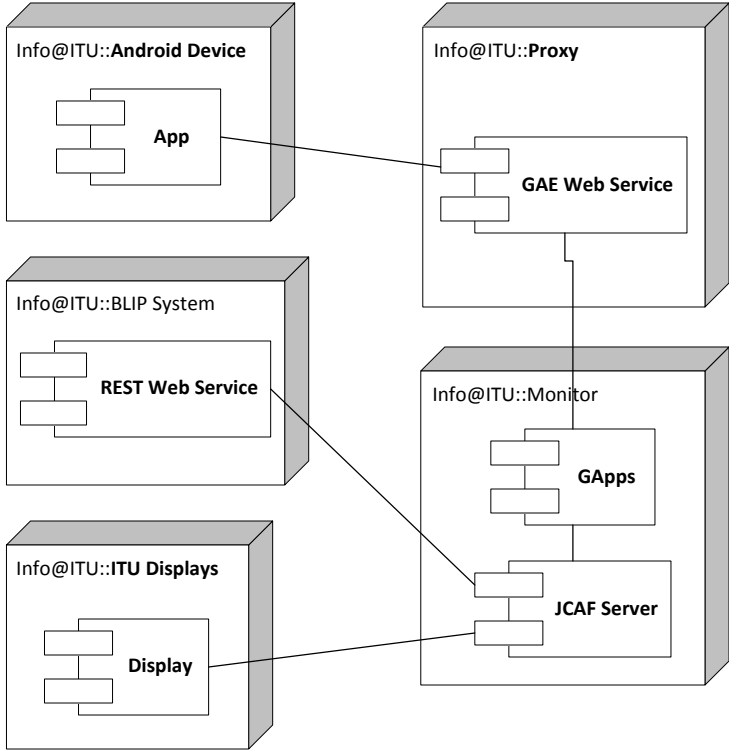 Info@ITU::Android Device
App
Info@ITU::Proxy
GAE Web Service
Info@ITU::BLIP System
REST Web Service
Info@ITU::Monitor
GApps
JCAF Server
Info@ITU::ITU Displays
Display